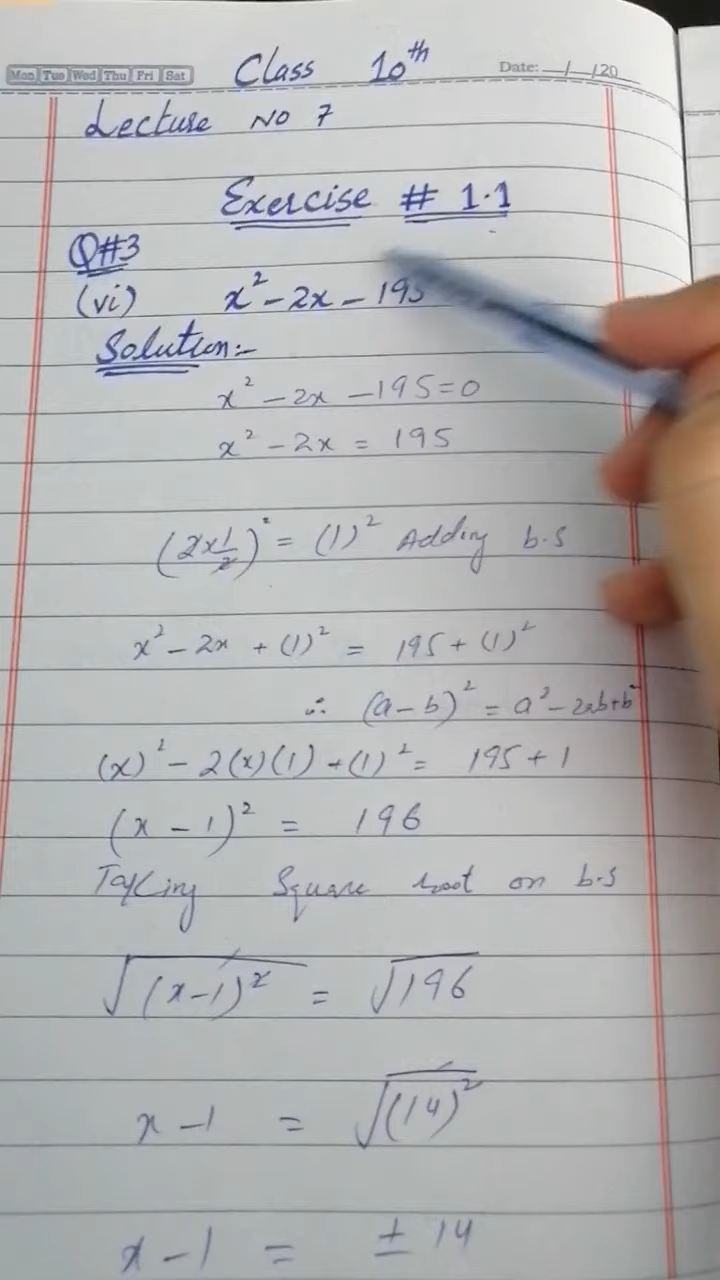 Mon Tue Wed Thu Fri Sat
Class 10th
Date: __/__/20__
Lecture NO 7
Exercise # 1.1
Q#3
(vi) x² - 2x - 195
Solution:-
x² - 2x - 195 = 0
x² - 2x = 195
(2x1/2)² = (1)² Adding b.s
x² - 2x + (1)² = 195 + (1)²
∴ (a-b)² = a² - 2ab + b²
(x)² - 2(x)(1) + (1)² = 195 + 1
(x - 1)² = 196
Taking Square root on b.s
√(x-1)² = √196
x - 1 = √(14)²
x - 1 = ± 14